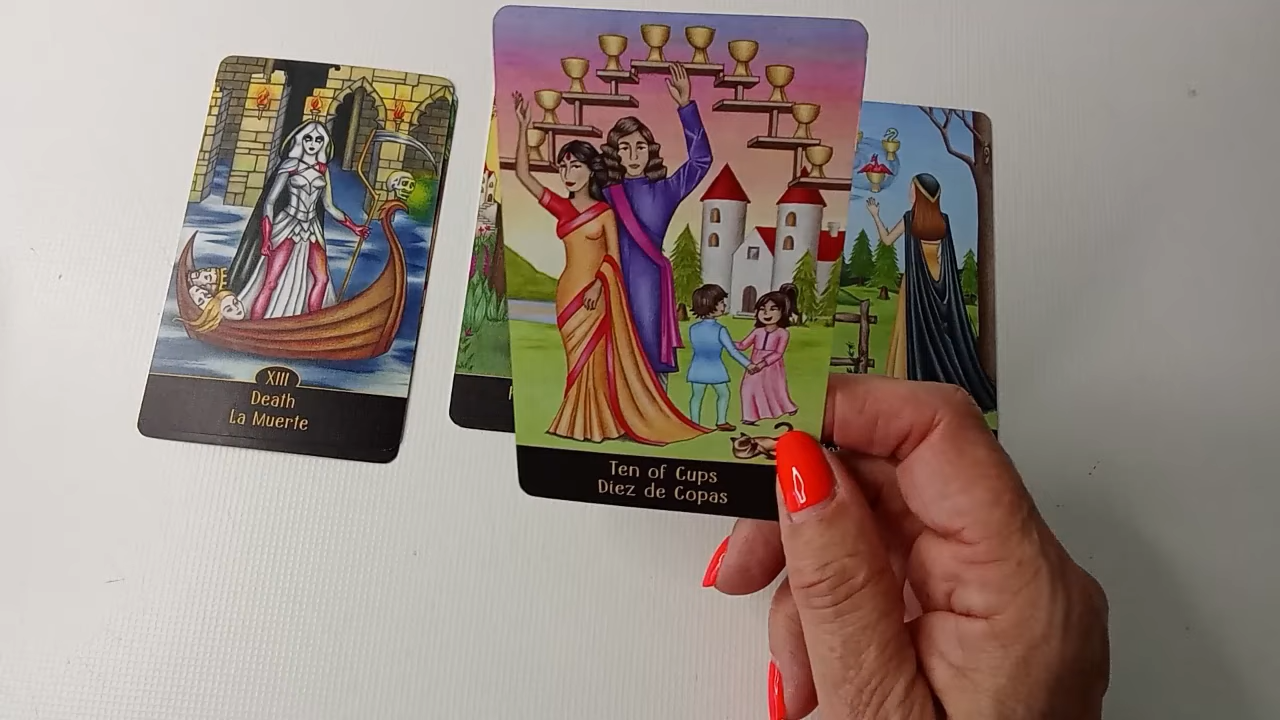 XIII
Death
La Muerte
Ten of Cups
Diez de Copas